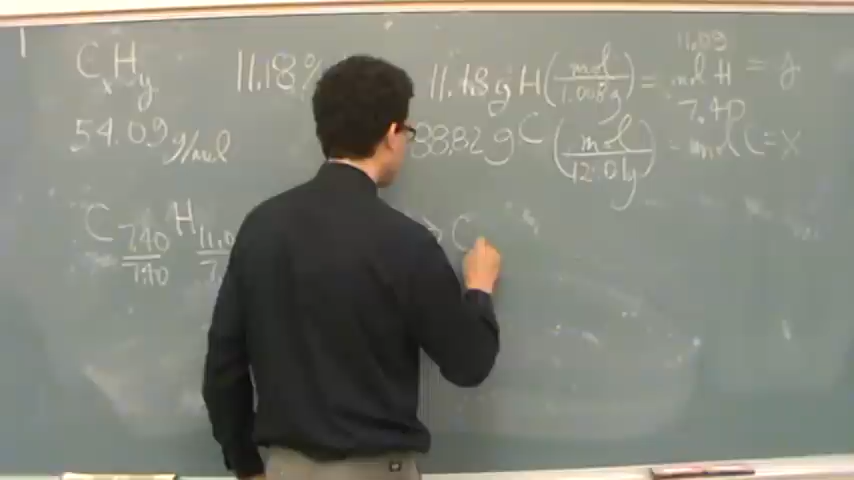 CxHy 11.18% 11.18g H (mol/1.008g) = 11.09 mol H = y
54.09 g/mol 88.82 g C (mol/12.01g) = 7.40 mol C = x
C 7.40/7.40 H 11.0 → C